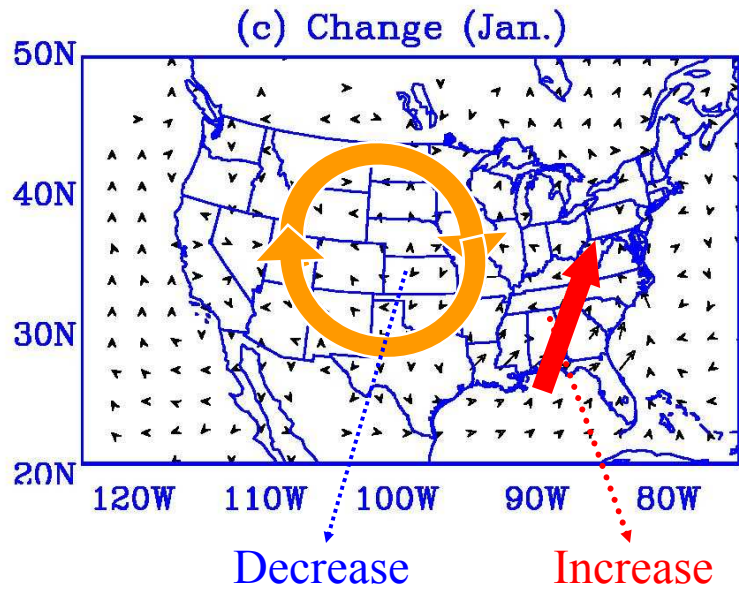 (c) Change (Jan.)
50N
40N
30N
20N
120W 110W 100W 90W 80W
Decrease Increase